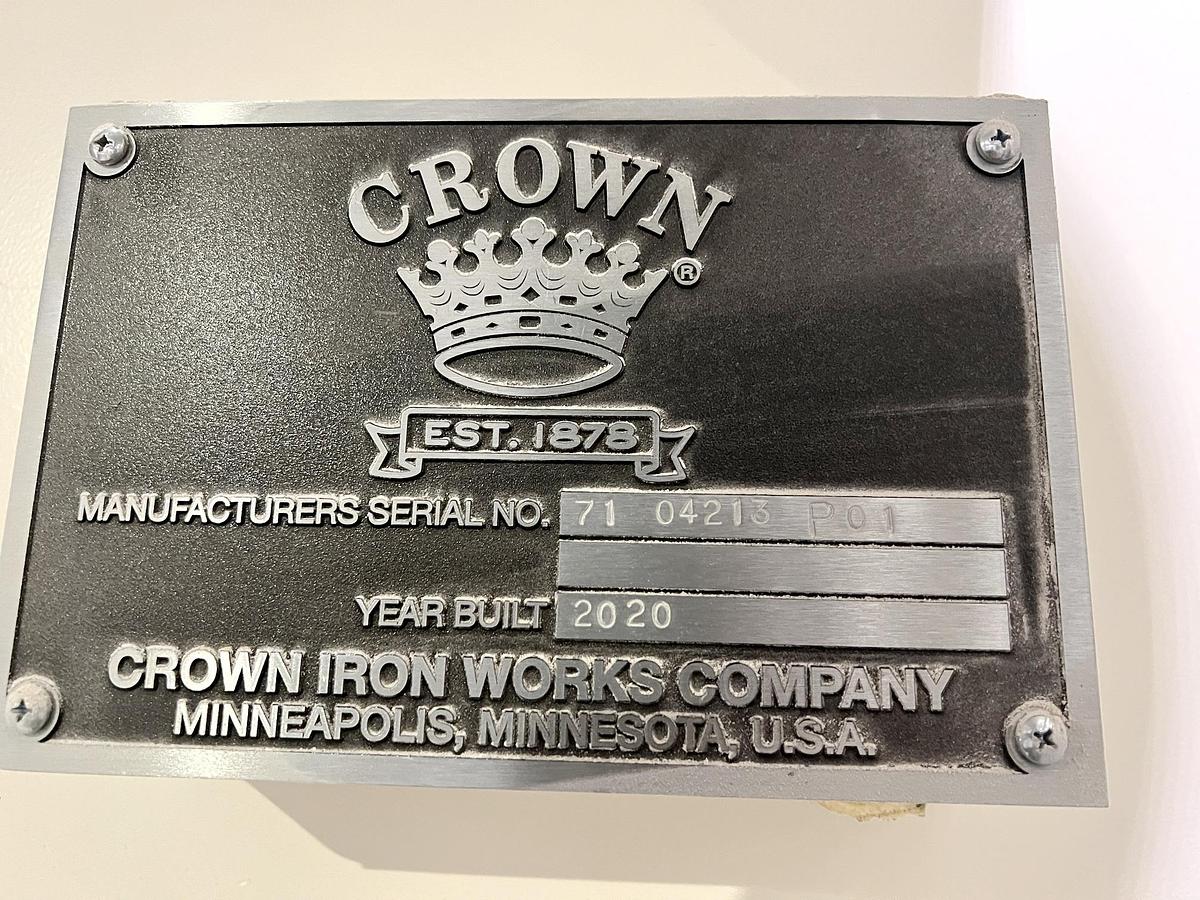 CROWN
®
EST. 1878
MANUFACTURERS SERIAL NO. 71 04213 P01
YEAR BUILT 2020
CROWN IRON WORKS COMPANY
MINNEAPOLIS, MINNESOTA, U.S.A.